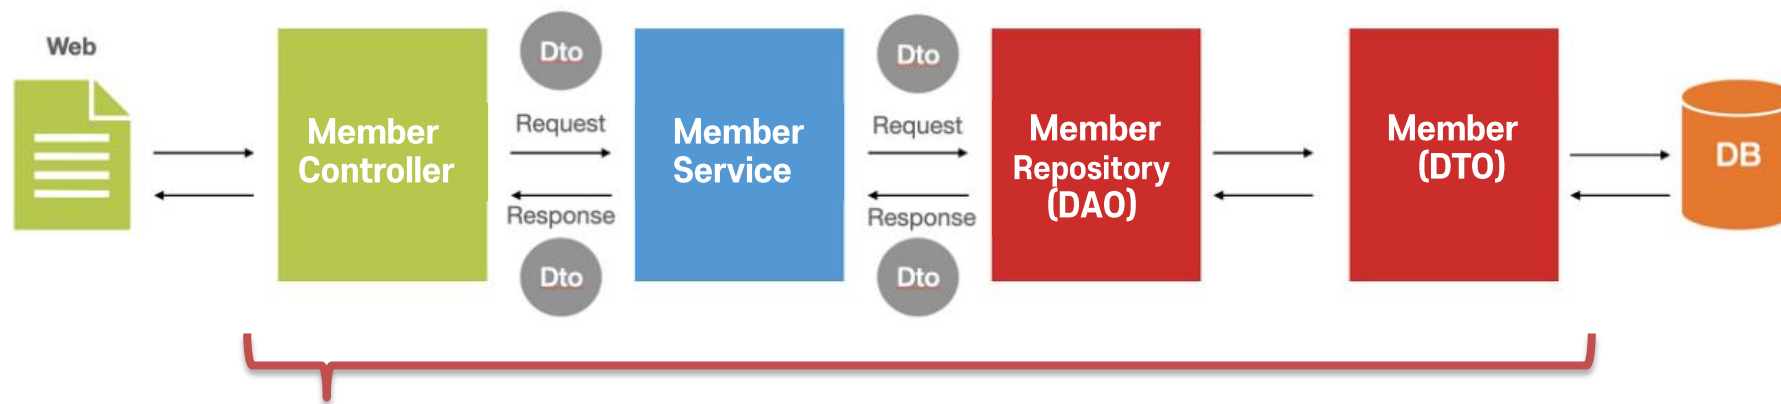 Web
Member
Controller
Dto
Request
Response
Dto
Member
Service
Dto
Request
Response
Dto
Member
Repository
(DAO)
Member
(DTO)
DB